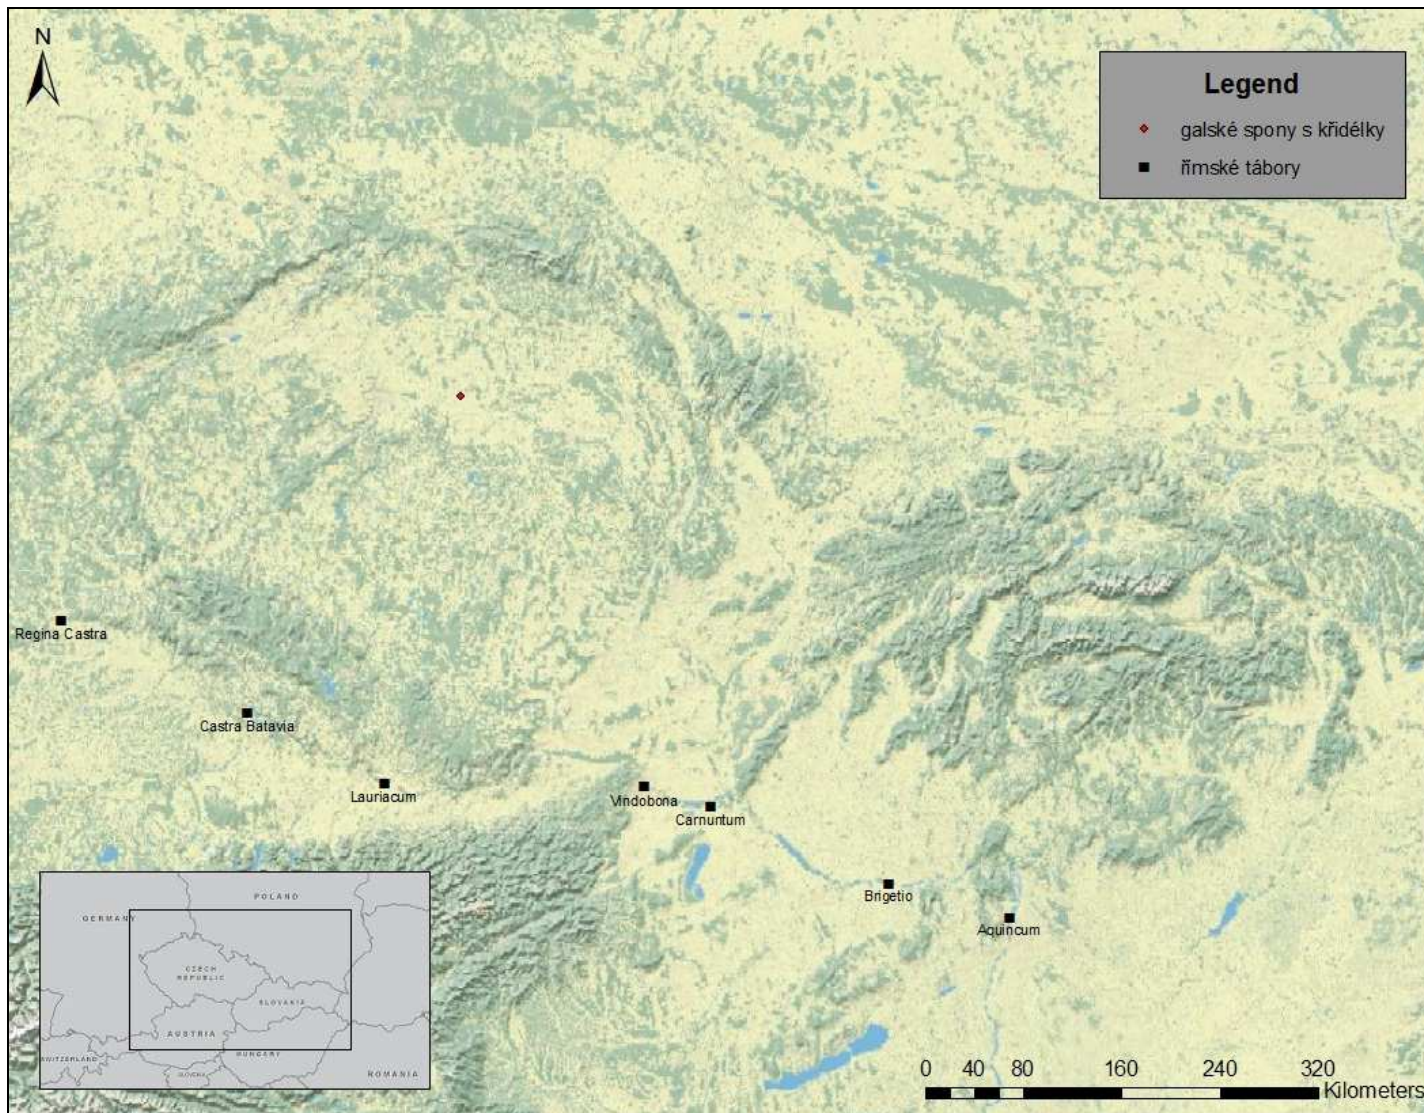 N
Legend
galské spony s křidélky
římské tábory
Regina Castra
Castra Batavia
Lauriacum
Vindobona
Carnuntum
Brigetio
Aquincum
POLAND
GERMANY
CZECH
REPUBLIC
SLOVAKIA
AUSTRIA
SWITZERLAND
HUNGARY
SLOVENIA
ROMANIA
0 40 80 160 240 320
Kilometers